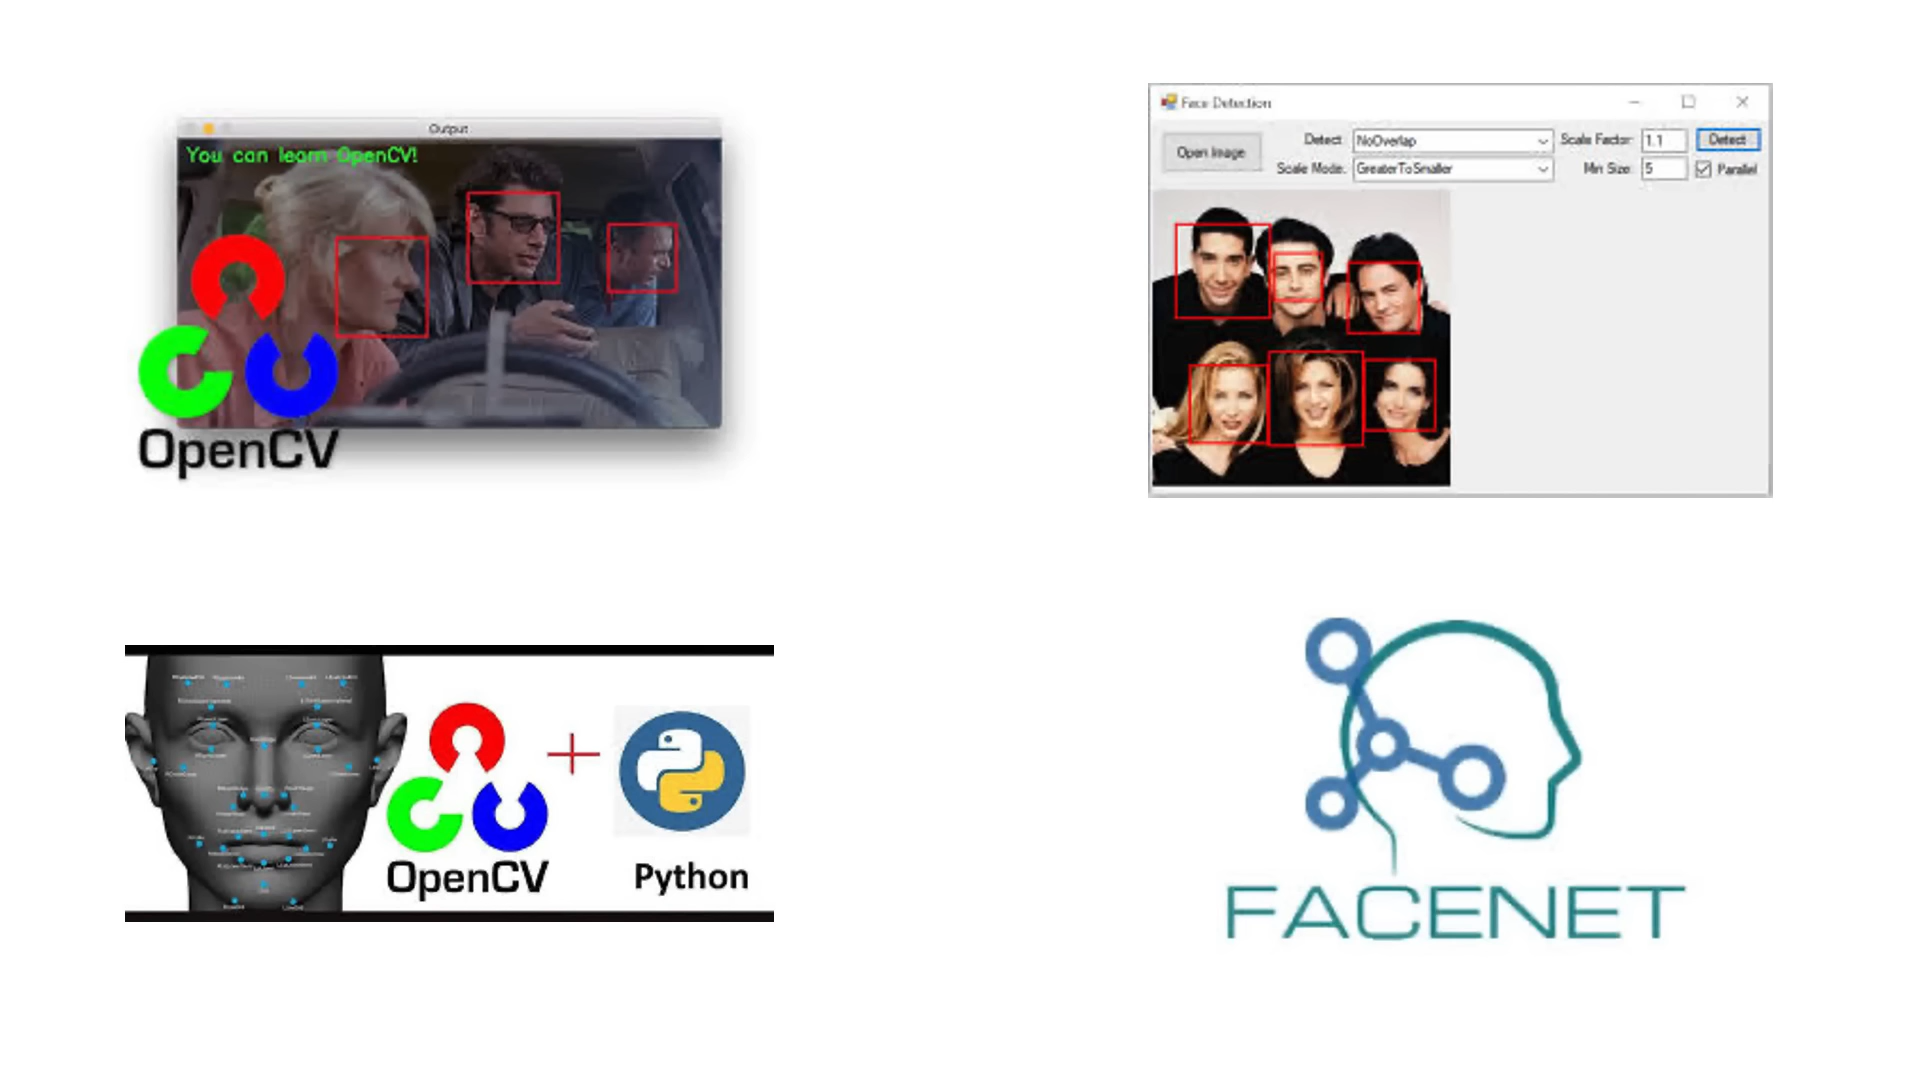 Output
You can learn OpenCV!
OpenCV
Face Detection
Open Image
Detect: NoOverlap
Scale Factor: 1.1
Detect
Scale Mode: GreaterToSmaller
Min Size: 5
Parallel
OpenCV
Python
FACENET